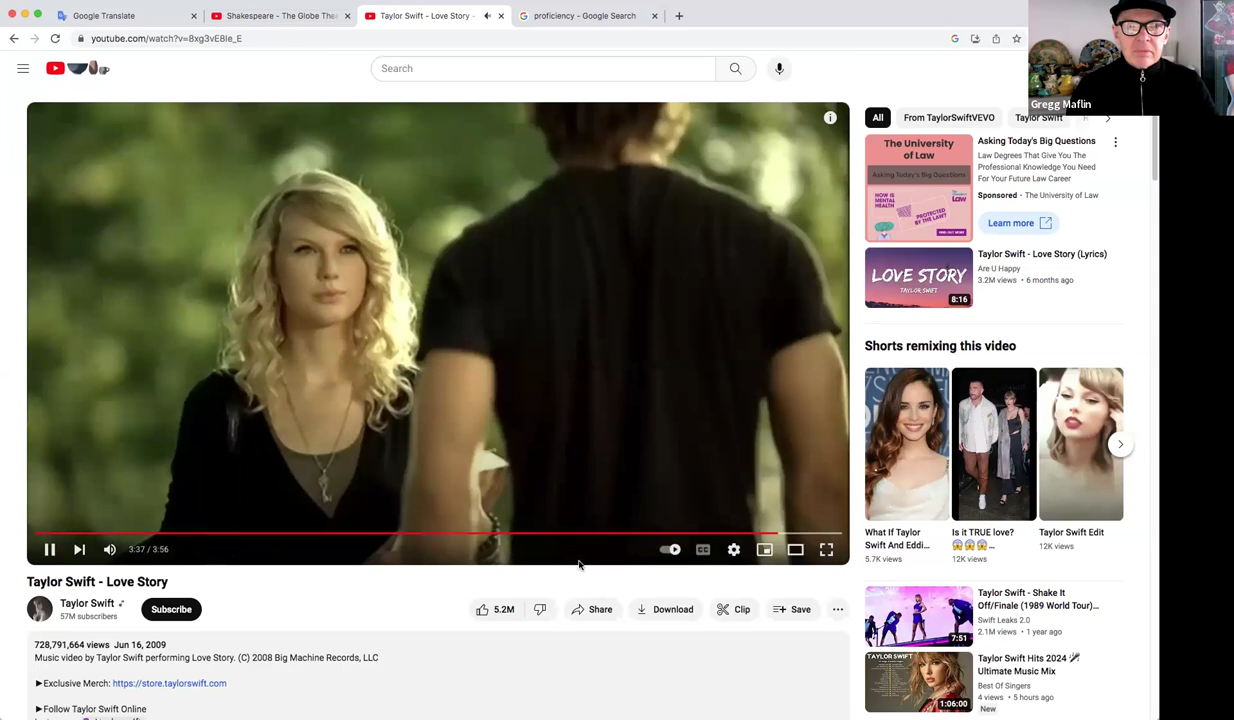 Google Translate
Shakespeare - The Globe Thea
Taylor Swift - Love Story -
proficiency - Google Search
youtube.com/watch?v=8xg3vE8Ie_E
Search
Gregg Maflin
All
From TaylorSwiftVEVO
Taylor Swift
The University
of Law
Asking Today's Big Questions
HOW IS
MENTAL
HEALTH
PROTECTED
BY THE LAW?
Asking Today's Big Questions
Law Degrees That Give You The
Professional Knowledge You Need
For Your Future Law Career
Sponsored · The University of Law
Learn more
LOVE STORY
TAYLOR SWIFT
8:16
Taylor Swift - Love Story (Lyrics)
Are U Happy
3.2M views • 6 months ago
Shorts remixing this video
What If Taylor
Swift And Eddi...
5.7K views
Is it TRUE love?
😱😱😱...
12K views
Taylor Swift Edit
12K views
3:37 / 3:56
Taylor Swift - Love Story
Taylor Swift
57M subscribers
Subscribe
5.2M
Share
Download
Clip
Save
728,791,664 views Jun 16, 2009
Music video by Taylor Swift performing Love Story. (C) 2008 Big Machine Records, LLC
►Exclusive Merch: https://store.taylorswift.com
►Follow Taylor Swift Online
7:51
Taylor Swift - Shake It
Off/Finale (1989 World Tour)...
Swift Leaks 2.0
2.1M views • 1 year ago
TAYLOR SWIFT
1:06:00
Taylor Swift Hits 2024 🎤
Ultimate Music Mix
Best Of Singers
4 views • 5 hours ago
New